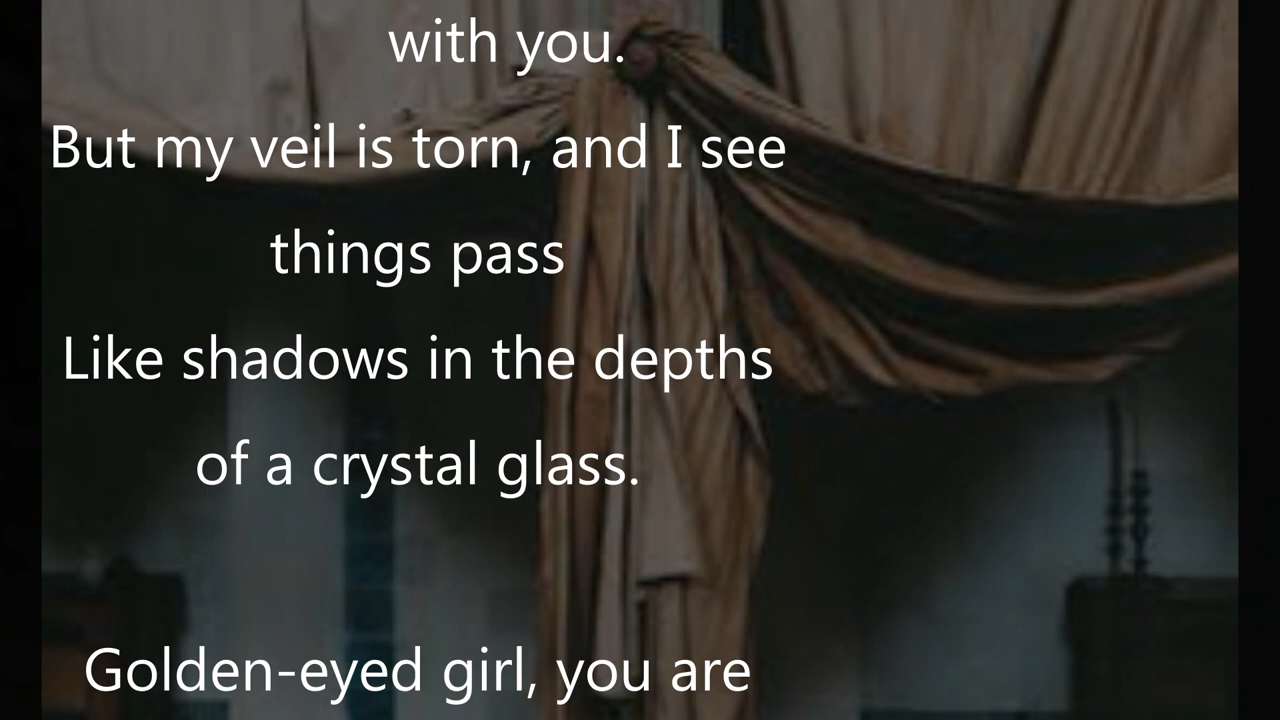 with you.
But my veil is torn, and I see
things pass
Like shadows in the depths
of a crystal glass.
Golden-eyed girl, you are